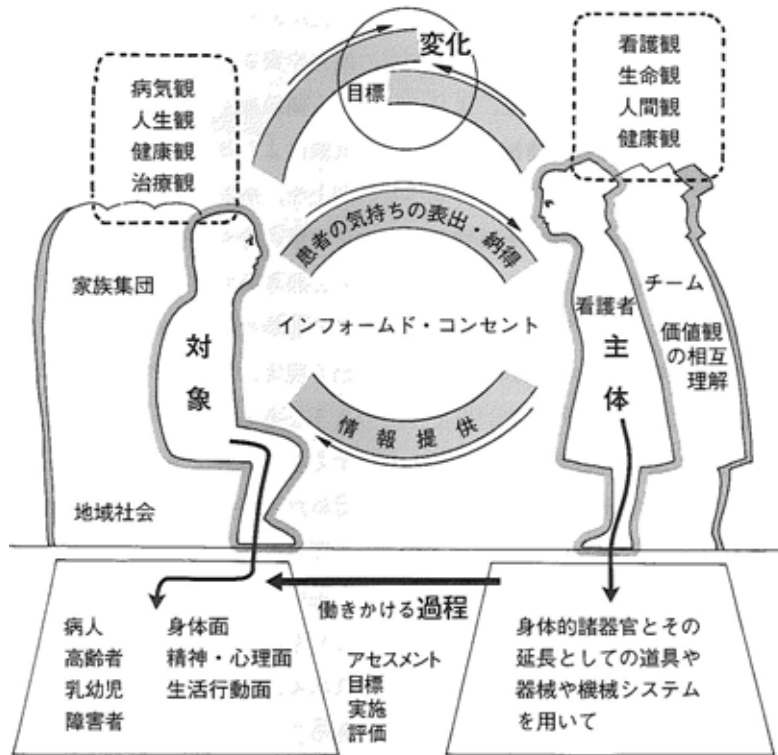 変化
目標
病気観
人生観
健康観
治療観
看護観
生命観
人間観
健康観
患者の気持ちの表出・納得
インフォームド・コンセント
情報提供
家族集団
対象
地域社会
看護者
主体
チーム
価値観
の相互
理解
働きかける過程
病人
高齢者
乳幼児
障害者
身体面
精神・心理面
生活行動面
アセスメント
目標
実施
評価
身体的諸器官とその
延長としての道具や
器械や機械システム
を用いて